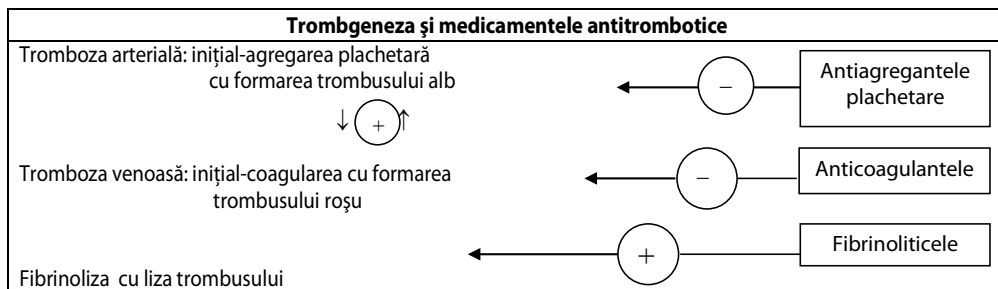 Trombgeneza şi medicamentele antitrombotice
Tromboza arterială: iniţial-agregarea plachetară
cu formarea trombusului alb
Antiagregantele
plachetare
−
↓ + ↑
Tromboza venoasă: iniţial-coagularea cu formarea
trombusului roşu
−
Anticoagulantele
+
Fibrinoliticele
Fibrinoliza cu liza trombusului